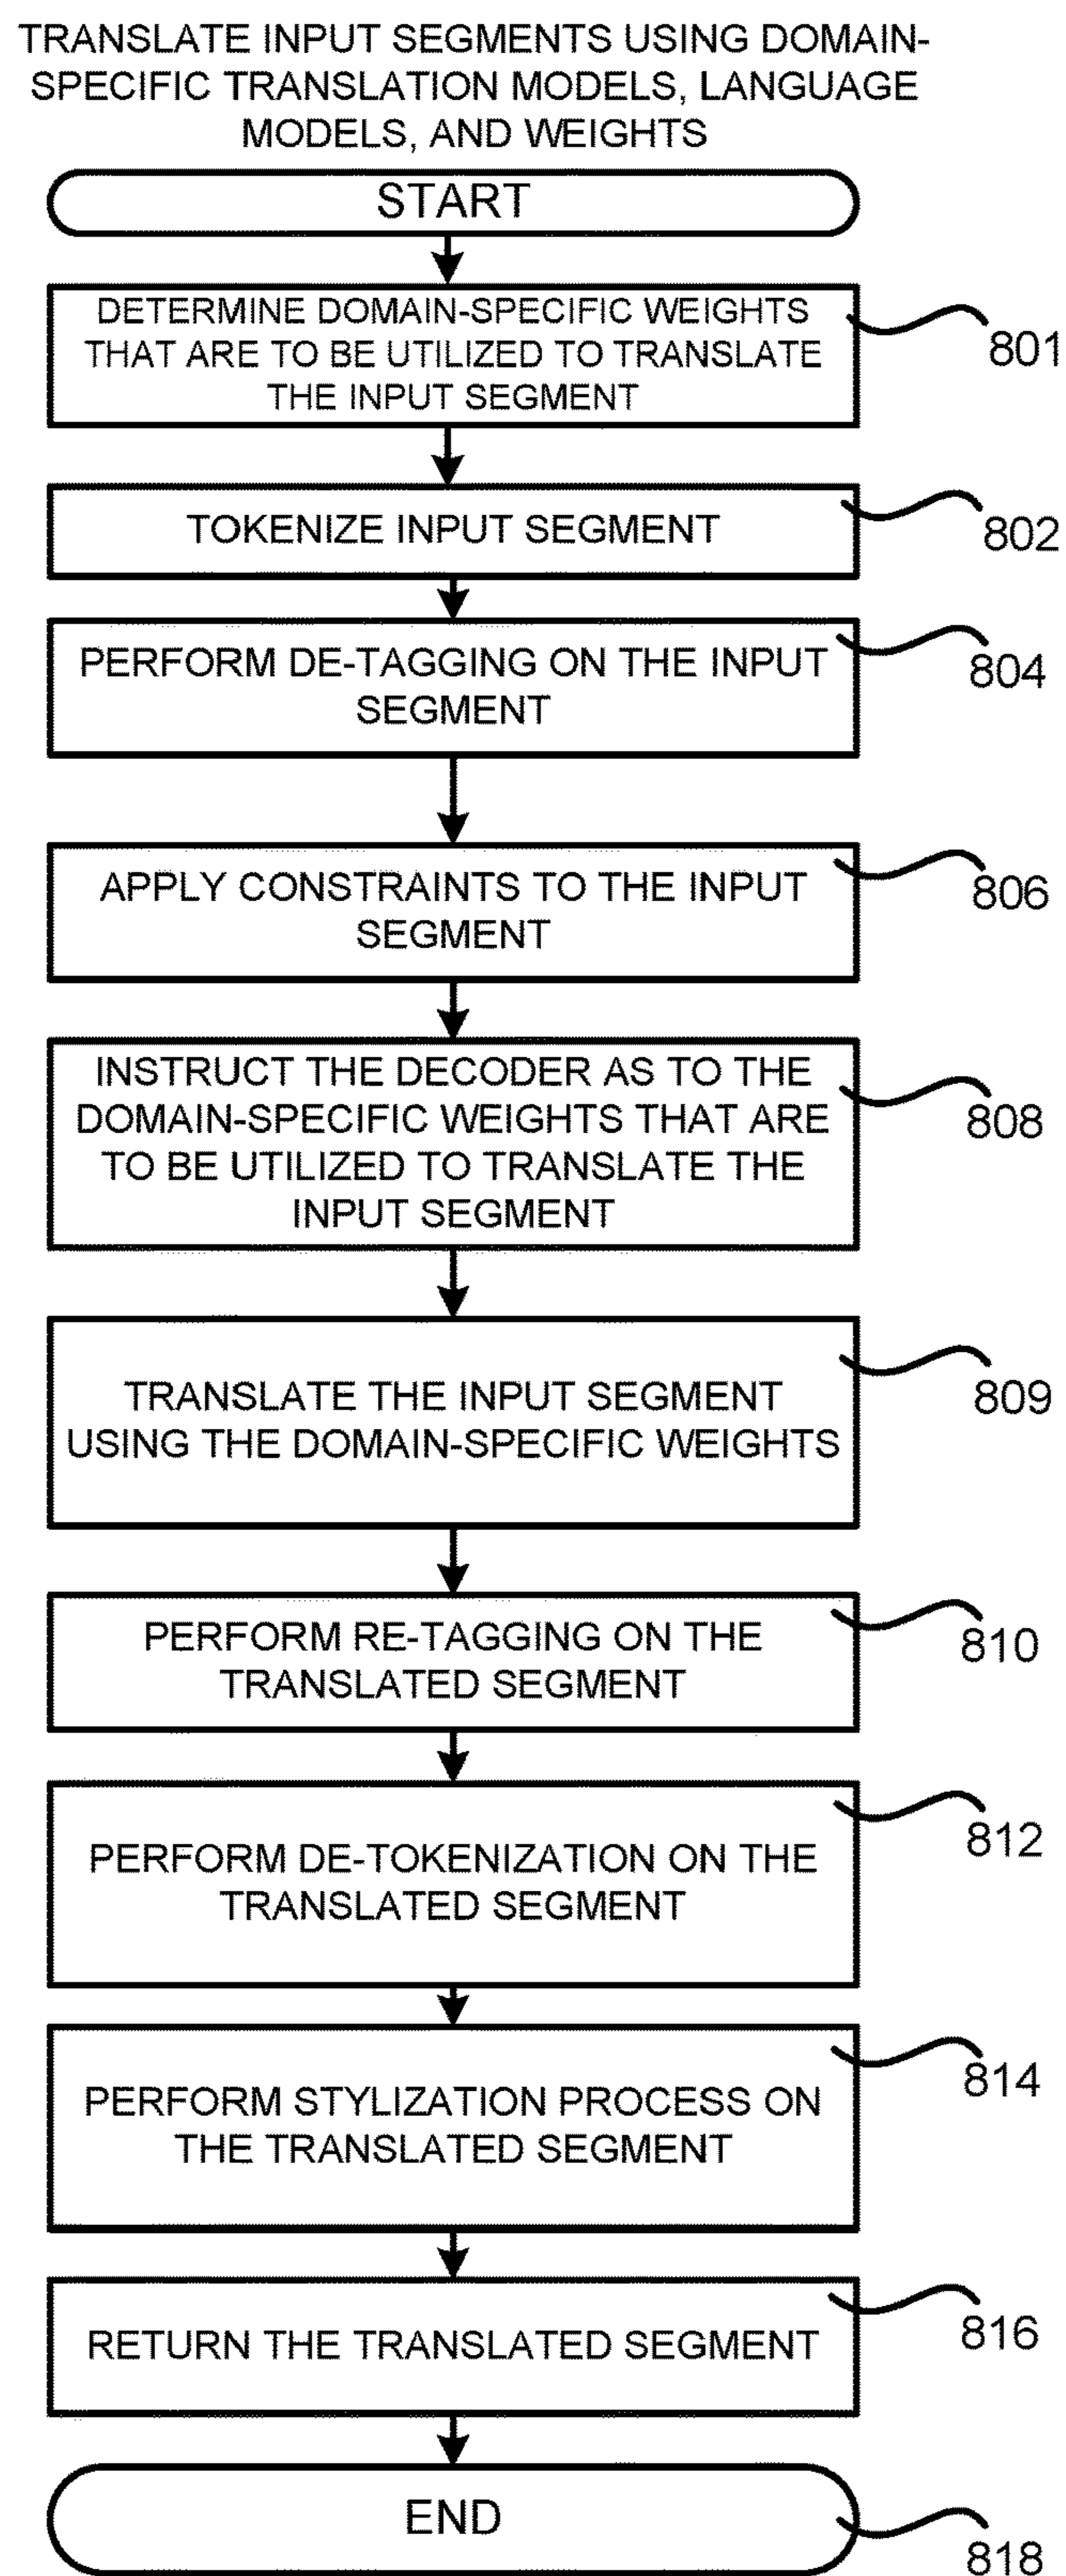 TRANSLATE INPUT SEGMENTS USING DOMAIN-
SPECIFIC TRANSLATION MODELS, LANGUAGE
MODELS, AND WEIGHTS
START
DETERMINE DOMAIN-SPECIFIC WEIGHTS
THAT ARE TO BE UTILIZED TO TRANSLATE
THE INPUT SEGMENT
801
TOKENIZE INPUT SEGMENT
802
PERFORM DE-TAGGING ON THE INPUT
SEGMENT
804
APPLY CONSTRAINTS TO THE INPUT
SEGMENT
806
INSTRUCT THE DECODER AS TO THE
DOMAIN-SPECIFIC WEIGHTS THAT ARE
TO BE UTILIZED TO TRANSLATE THE
INPUT SEGMENT
808
TRANSLATE THE INPUT SEGMENT
USING THE DOMAIN-SPECIFIC WEIGHTS
809
PERFORM RE-TAGGING ON THE
TRANSLATED SEGMENT
810
PERFORM DE-TOKENIZATION ON THE
TRANSLATED SEGMENT
812
PERFORM STYLIZATION PROCESS ON
THE TRANSLATED SEGMENT
814
RETURN THE TRANSLATED SEGMENT
816
END
818